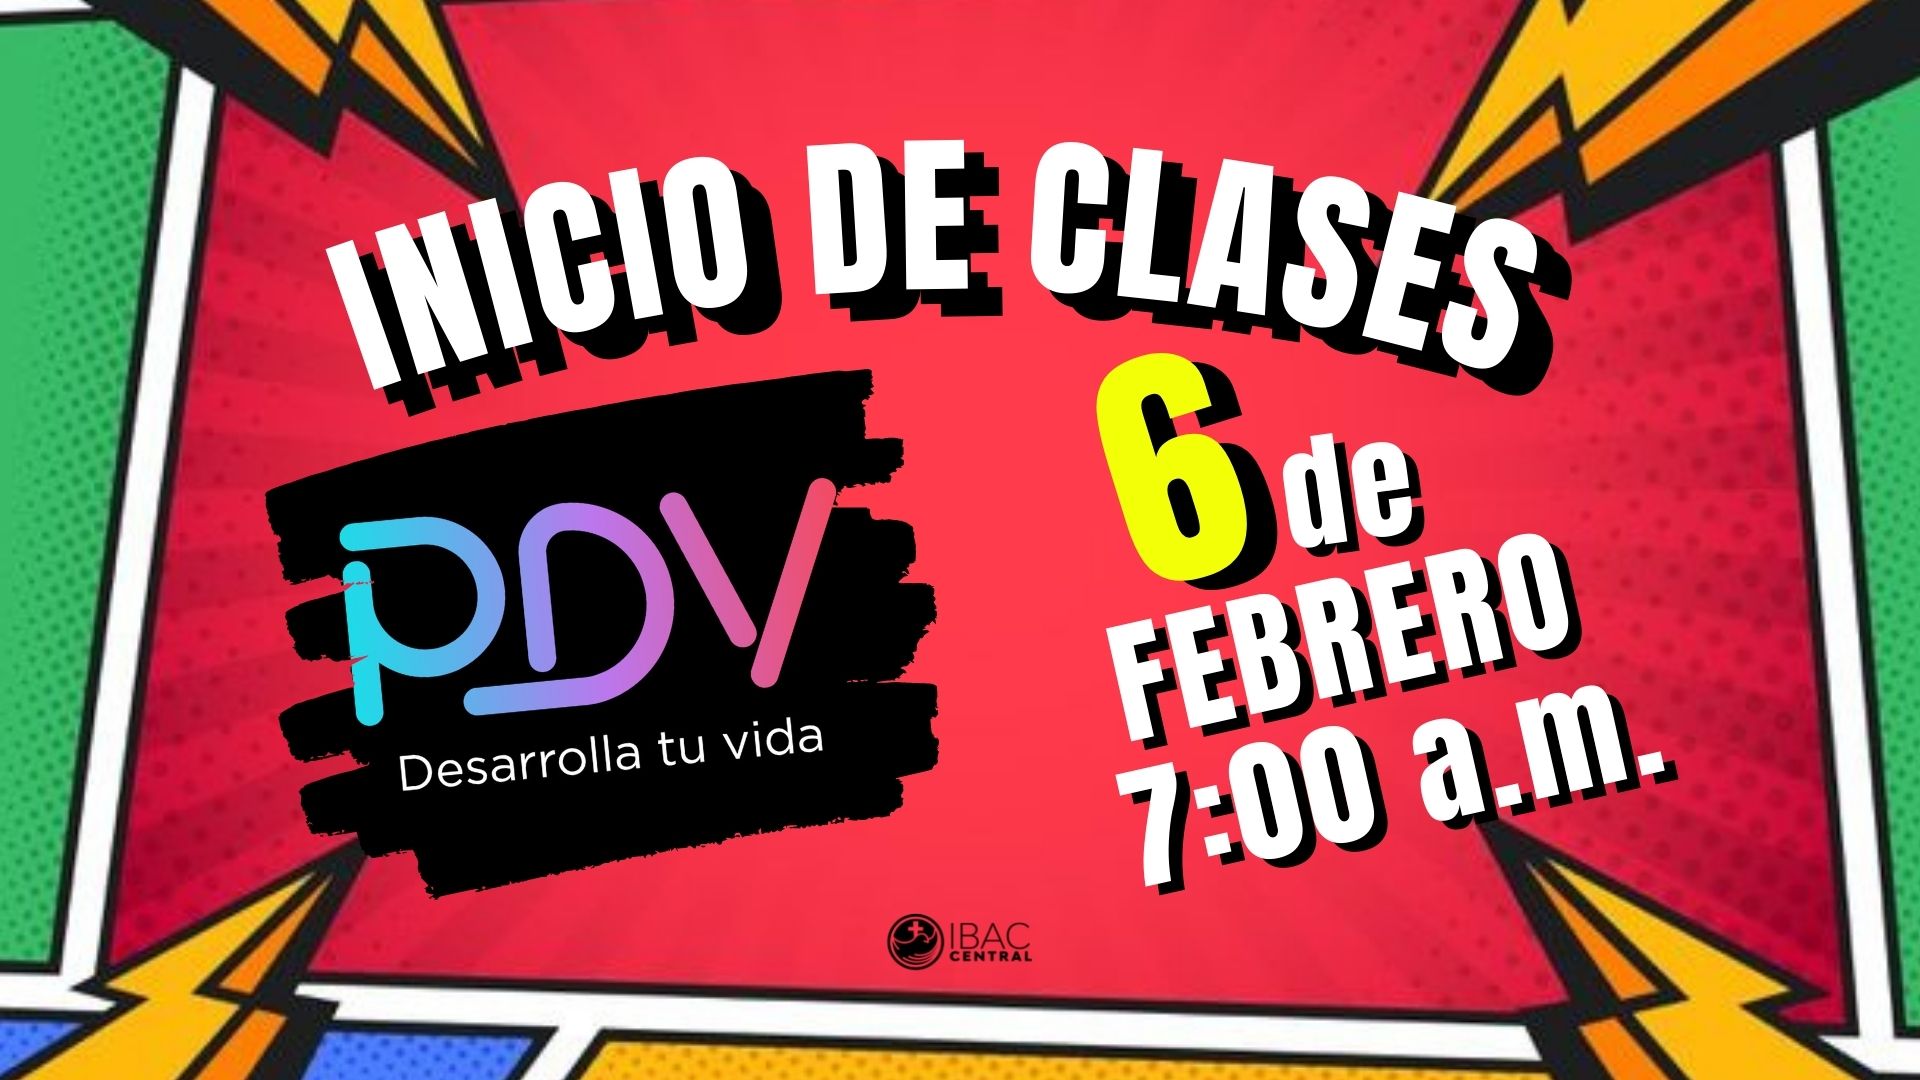 INICIO DE CLASES
PDV
Desarrolla tu vida
6 de
FEBRERO
7:00 a.m.
IBAC
CENTRAL